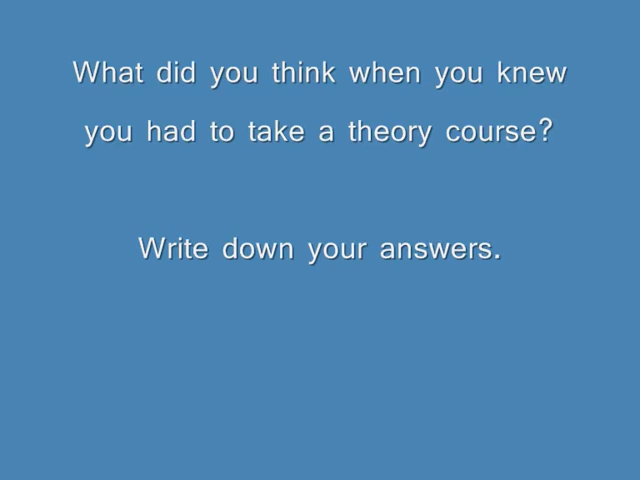 What did you think when you knew
you had to take a theory course?
Write down your answers.